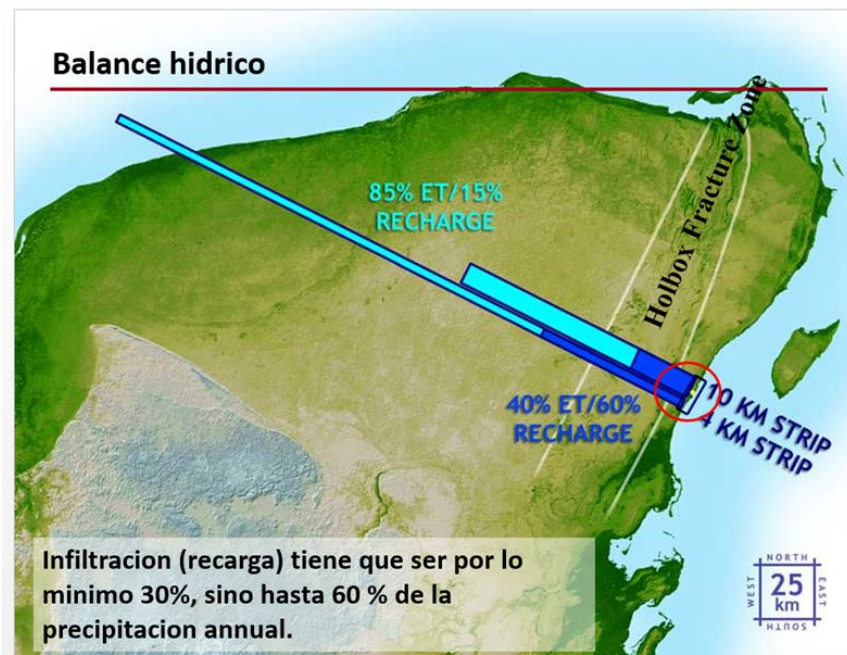 Balance hidrico
Holbox Fracture Zone
85% ET/15%
RECHARGE
40% ET/60%
RECHARGE
10 KM STRIP
4 KM STRIP
Infiltracion (recarga) tiene que ser por lo
minimo 30%, sino hasta 60 % de la
precipitacion annual.
NORTH
WEST
25
km
EAST
SOUTH